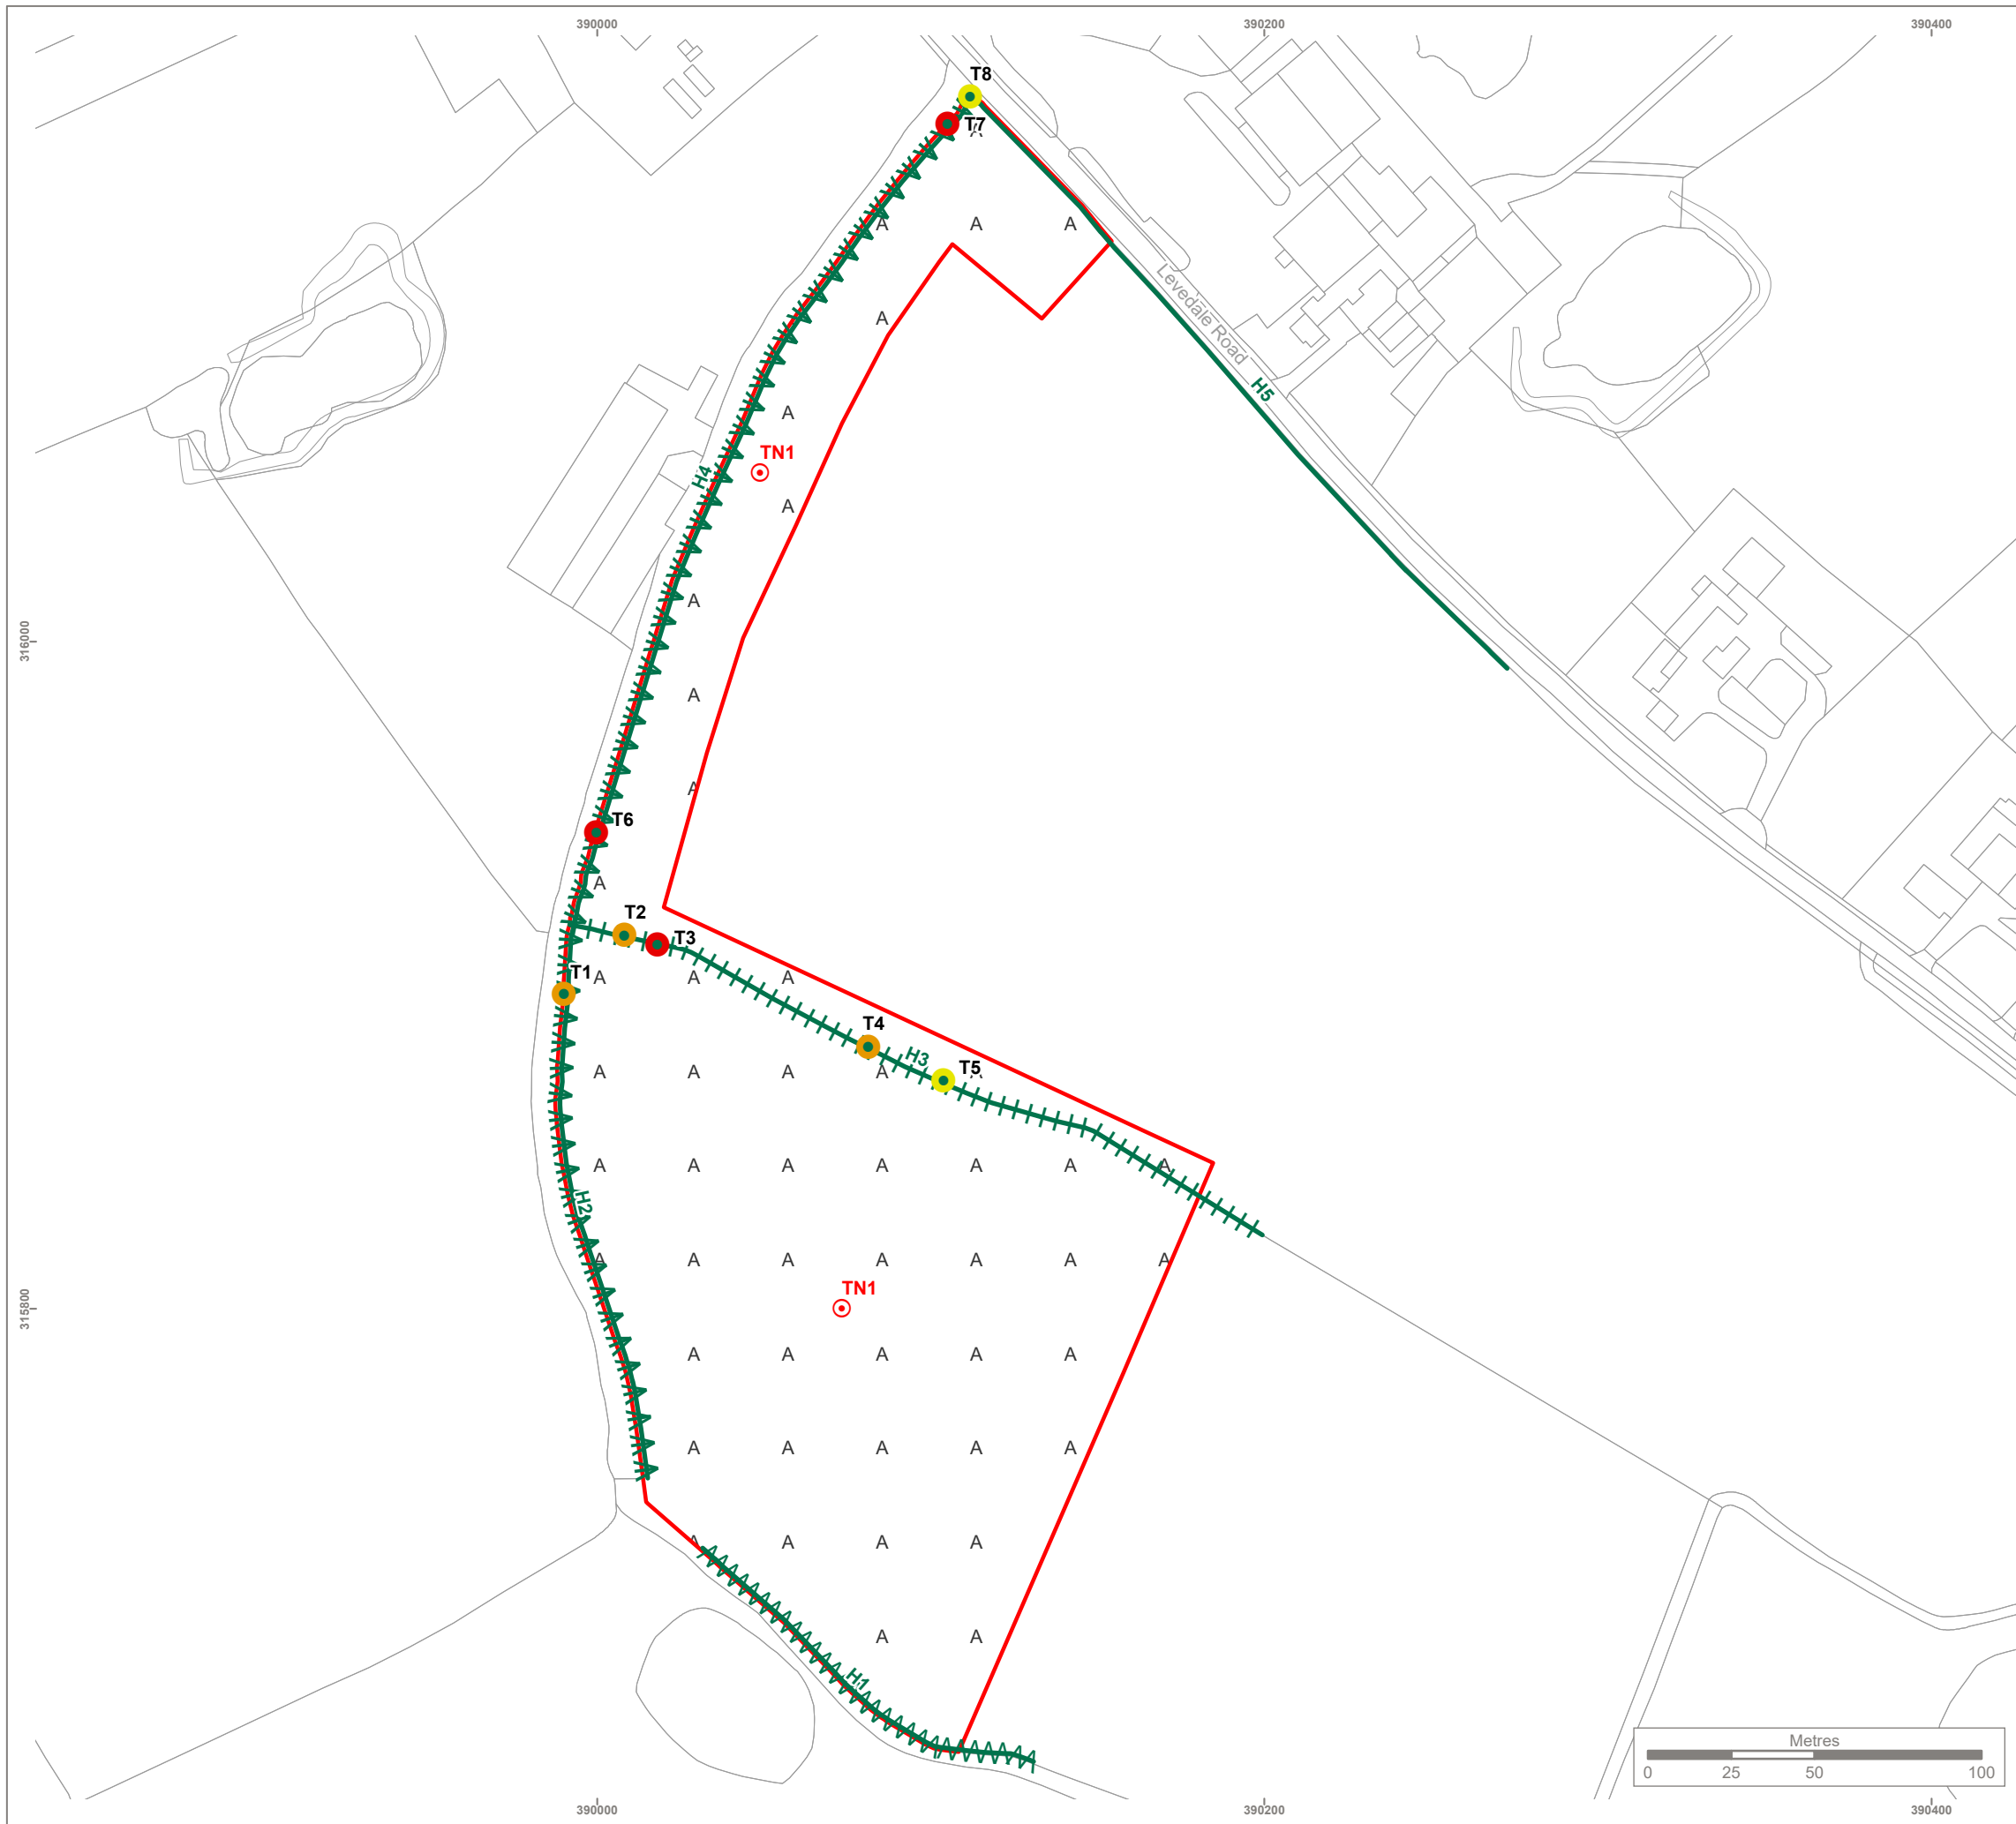 390000 390200 390400
T8
T7
A
A A A
Levedale Road
A
H5
A
TN1
H4
A
A
316000
A
A
T6
A
T2
T3
T1
A A A
T4
H3
T5
A A A A A
A A A A A A A
H2
A A A A A A A
TN1
315800
A A A A A
A A A A A
A A A A
A A
H1
Metres
0 25 50 100
390000 390200 390400